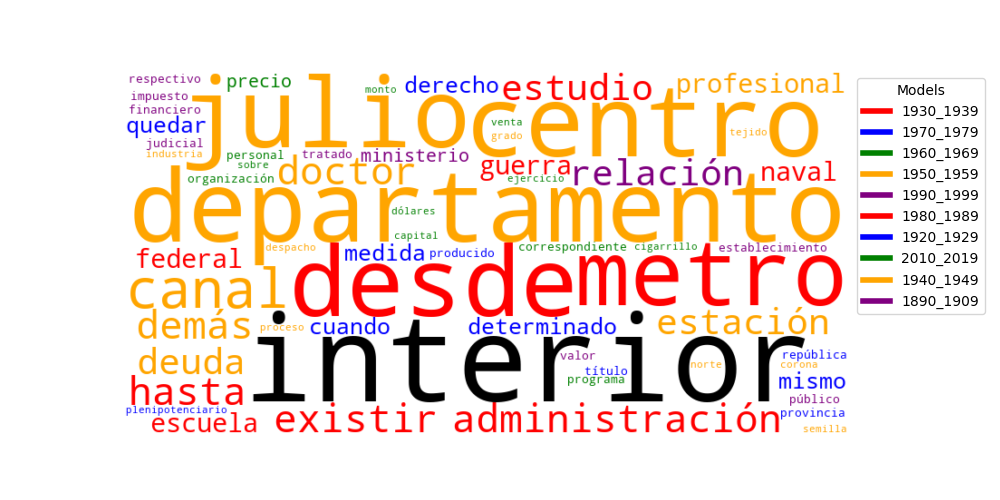 respectivo
precio
monto
derecho
estudio
profesional
impuesto
financiero
julio
centro
quedar
venta
grado
tejido
judicial
industria
personal
sobre
tratado
ministerio
guerra
relación
naval
organización
doctor
ejercicio
departamento
dólares
capital
despacho
medida
producido
correspondiente
cigarrillo
establecimiento
federal
desde
metro
canal
demás
proceso
cuando
determinado
estación
interior
deuda
valor
título
programa
norte
república
corona
hasta
mismo
público
plenipotenciario
escuela
existir
administración
provincia
semilla
Models
1930_1939
1970_1979
1960_1969
1950_1959
1990_1999
1980_1989
1920_1929
2010_2019
1940_1949
1890_1909